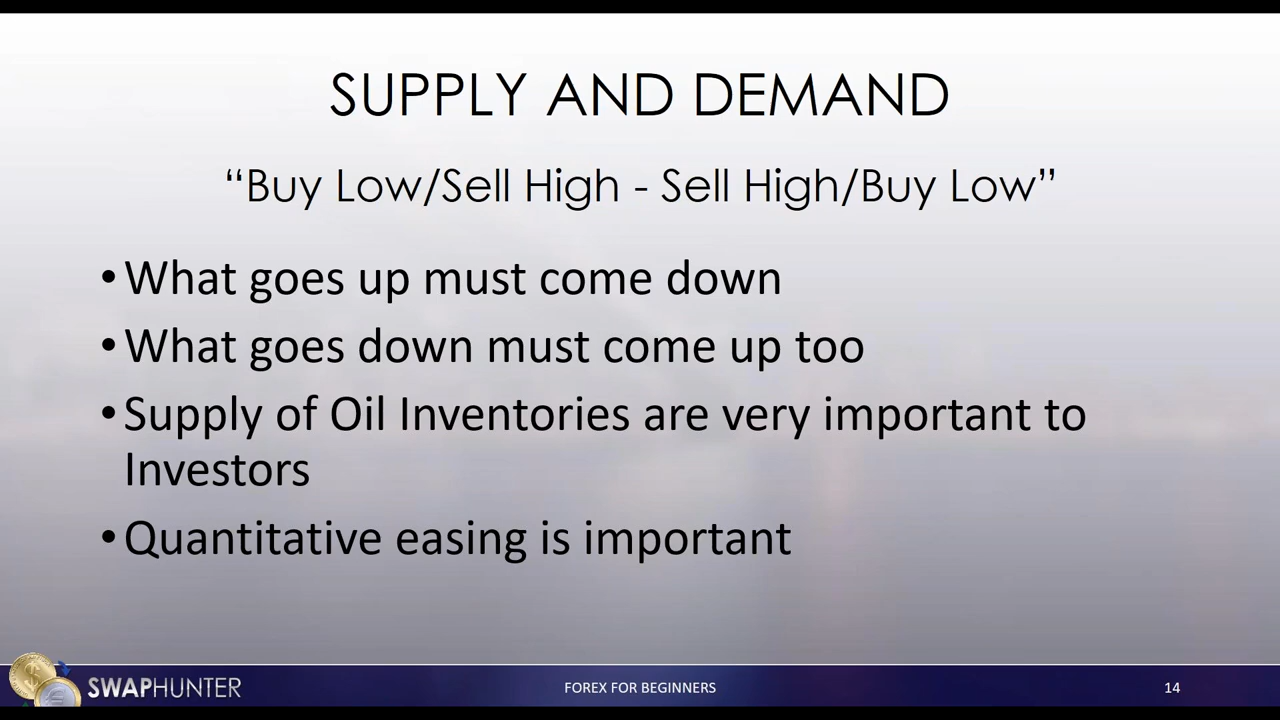 SUPPLY AND DEMAND
“Buy Low/Sell High - Sell High/Buy Low”
•What goes up must come down
•What goes down must come up too
•Supply of Oil Inventories are very important to
Investors
•Quantitative easing is important
SWAPHUNTER
FOREX FOR BEGINNERS
14